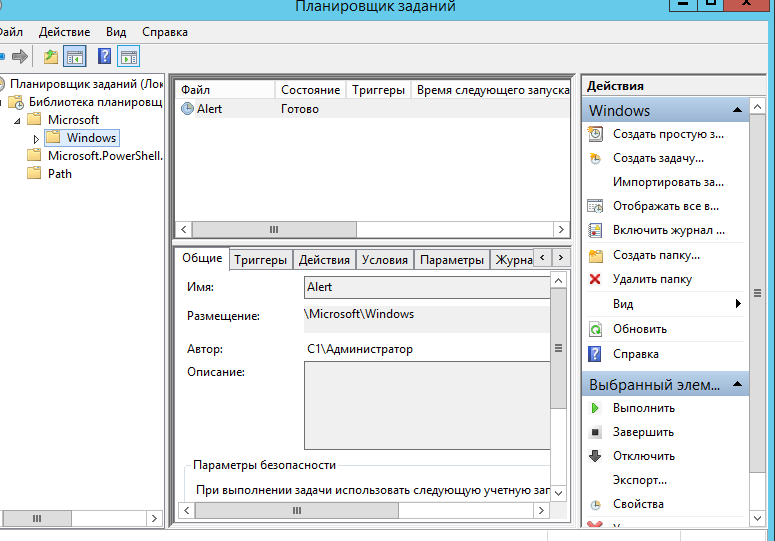 Планировщик заданий
Файл Действие Вид Справка
Планировщик заданий (Лок
Библиотека планировщ
Microsoft
Windows
Microsoft.PowerShell.
Path
Файл Состояние Триггеры Время следующего запуска
Alert Готово
Общие Триггеры Действия Условия Параметры Журна
Имя: Alert
Размещение: \Microsoft\Windows
Автор: C1\Администратор
Описание:
Параметры безопасности
При выполнении задачи использовать следующую учетную зап
Действия
Windows
Создать простую з...
Создать задачу...
Импортировать за...
Отображать все в...
Включить журнал ...
Создать папку...
Удалить папку
Вид
Обновить
Справка
Выбранный элем...
Выполнить
Завершить
Отключить
Экспорт...
Свойства